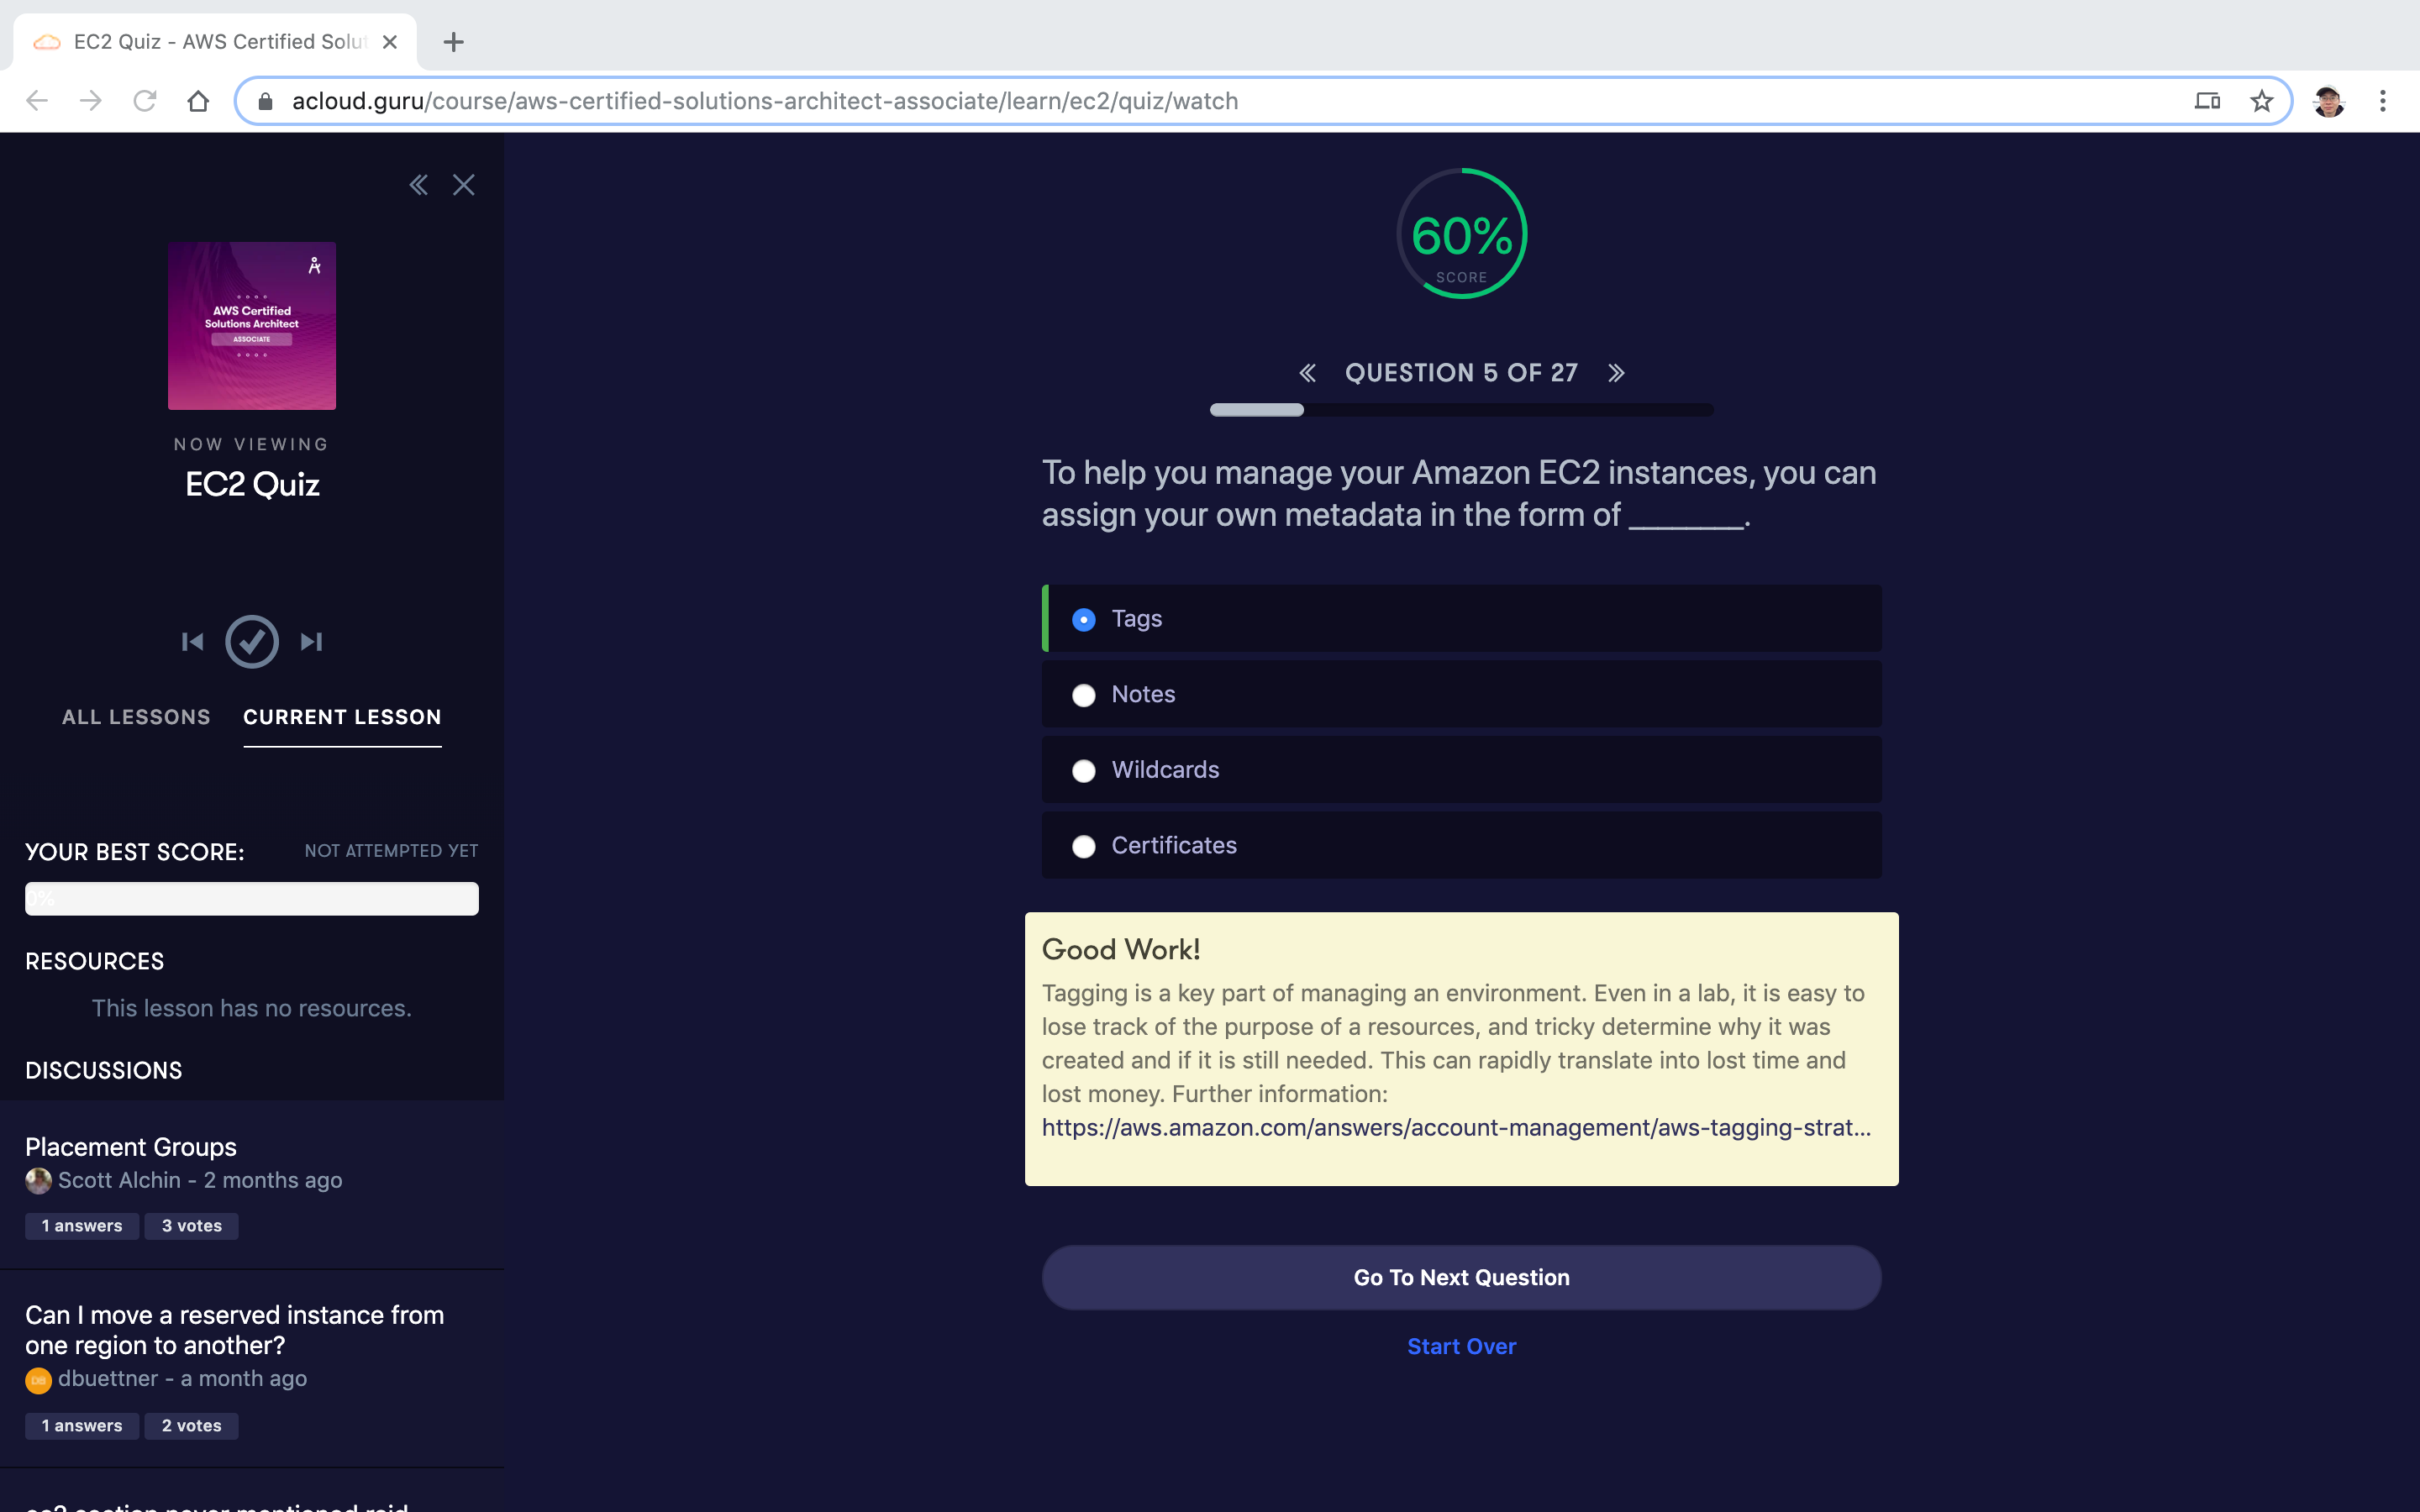 EC2 Quiz - AWS Certified Solut
acloud.guru/course/aws-certified-solutions-architect-associate/learn/ec2/quiz/watch
AWS Certified
Solutions Architect
ASSOCIATE
NOW VIEWING
EC2 Quiz
ALL LESSONS
CURRENT LESSON
YOUR BEST SCORE:
NOT ATTEMPTED YET
0%
RESOURCES
This lesson has no resources.
DISCUSSIONS
Placement Groups
Scott Alchin - 2 months ago
1 answers
3 votes
Can I move a reserved instance from
one region to another?
dbuettner - a month ago
1 answers
2 votes
ec2 section never mentioned raid
60%
SCORE
QUESTION 5 OF 27
To help you manage your Amazon EC2 instances, you can
assign your own metadata in the form of ________.
Tags
Notes
Wildcards
Certificates
Good Work!
Tagging is a key part of managing an environment. Even in a lab, it is easy to
lose track of the purpose of a resources, and tricky determine why it was
created and if it is still needed. This can rapidly translate into lost time and
lost money. Further information:
https://aws.amazon.com/answers/account-management/aws-tagging-strat...
Go To Next Question
Start Over